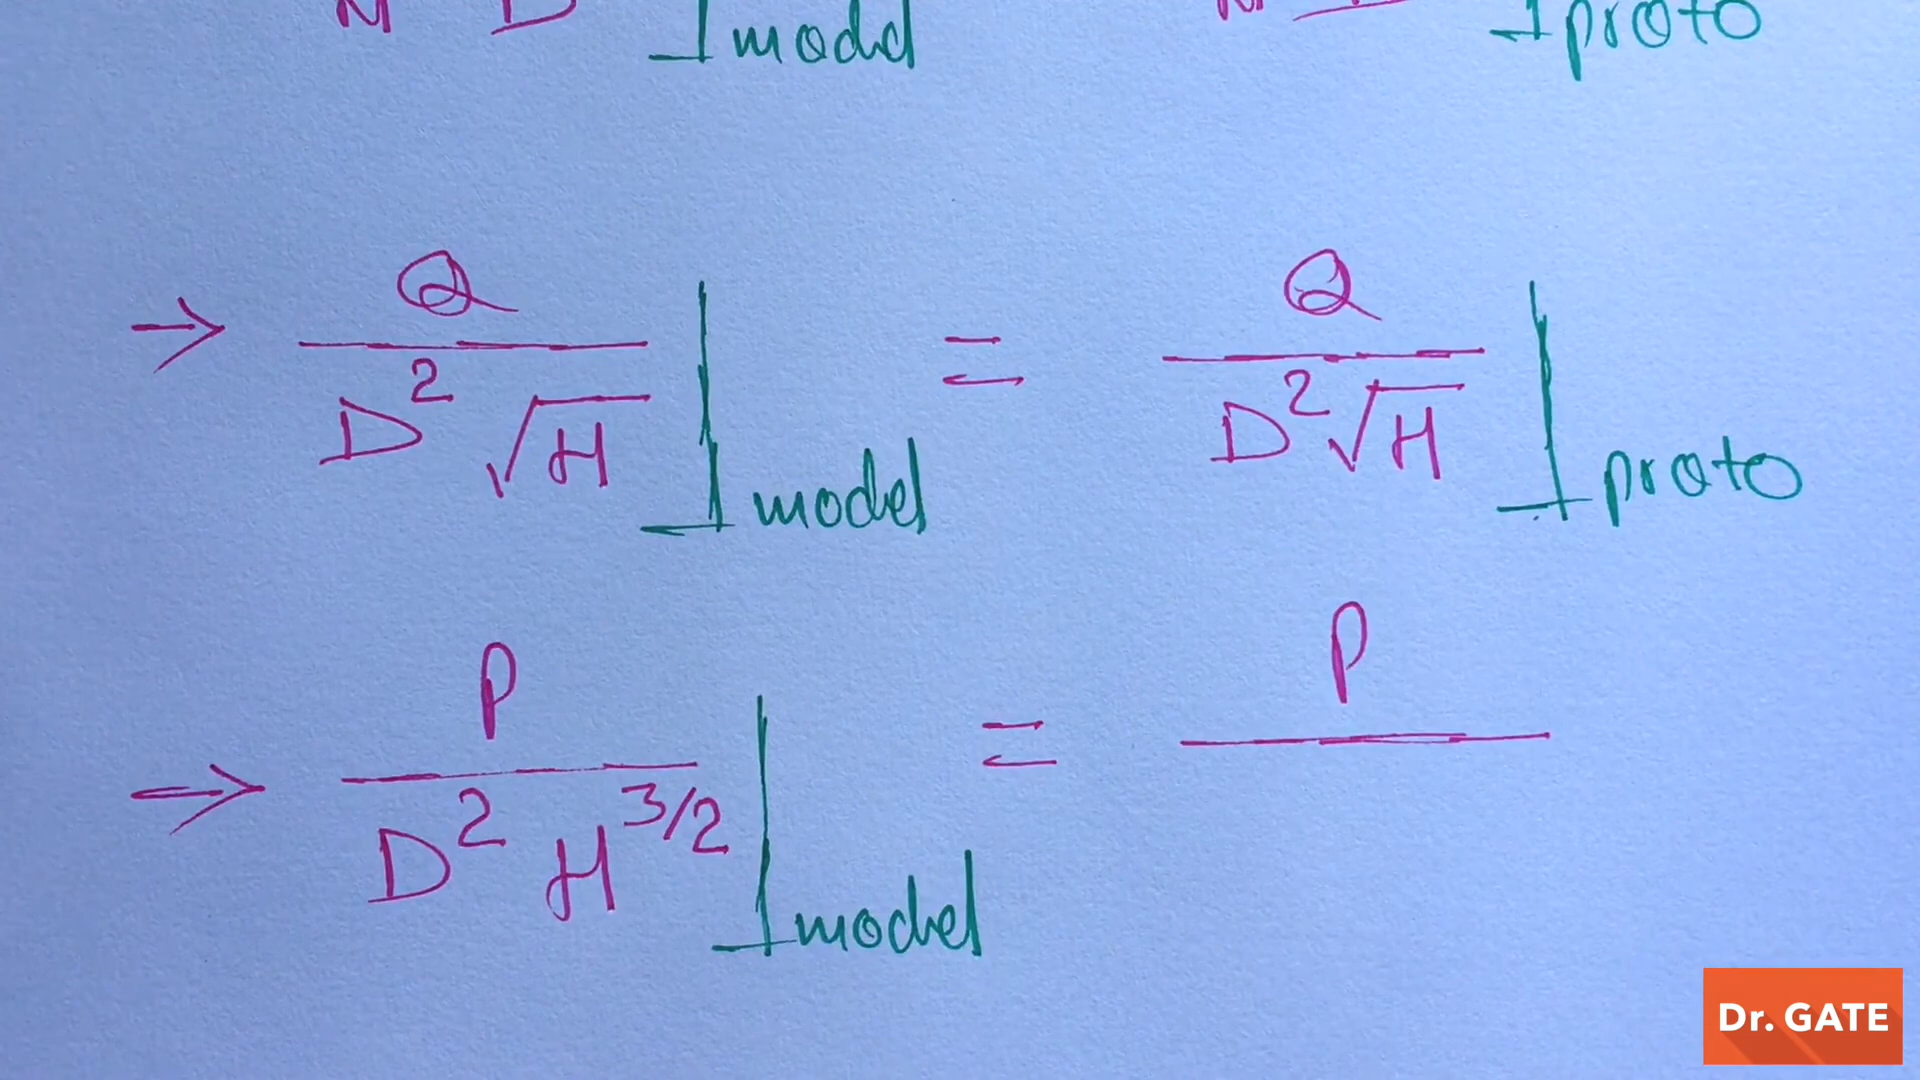 model proto
→ Q / D² √H | model = Q / D² √H | proto
→ P / D² H^3/2 | model = P /
Dr. GATE